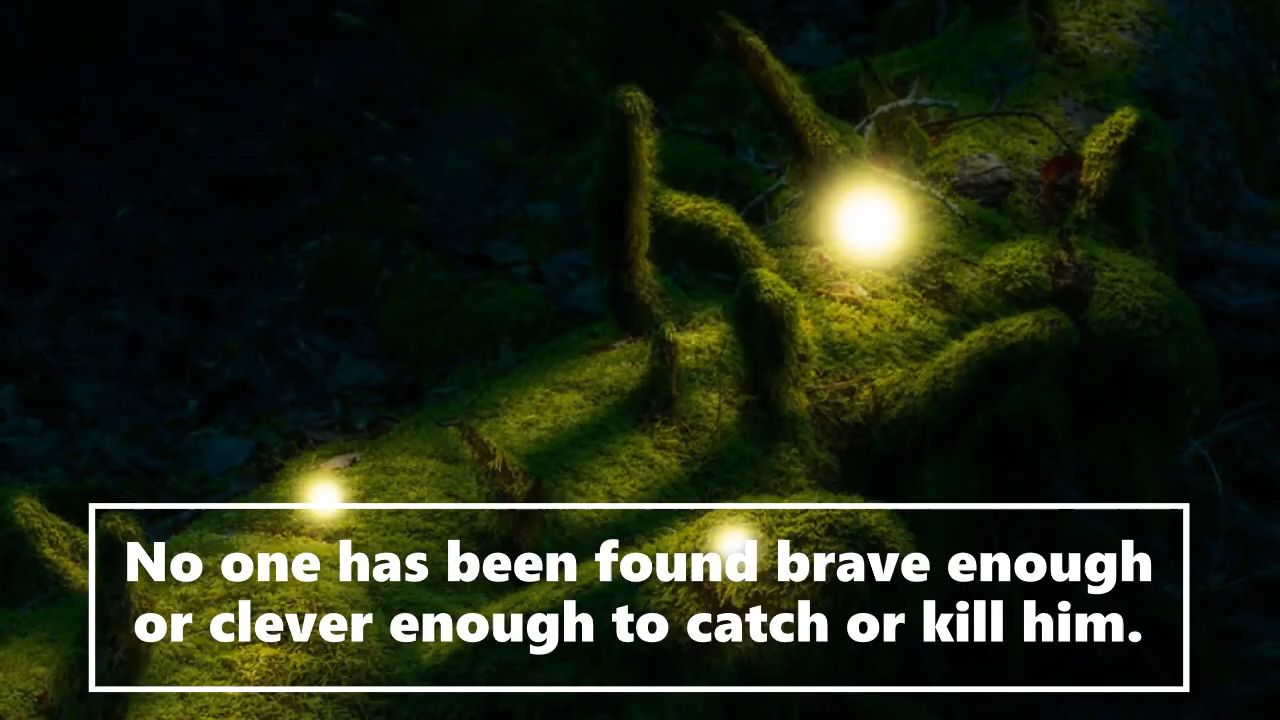 No one has been found brave enough
or clever enough to catch or kill him.